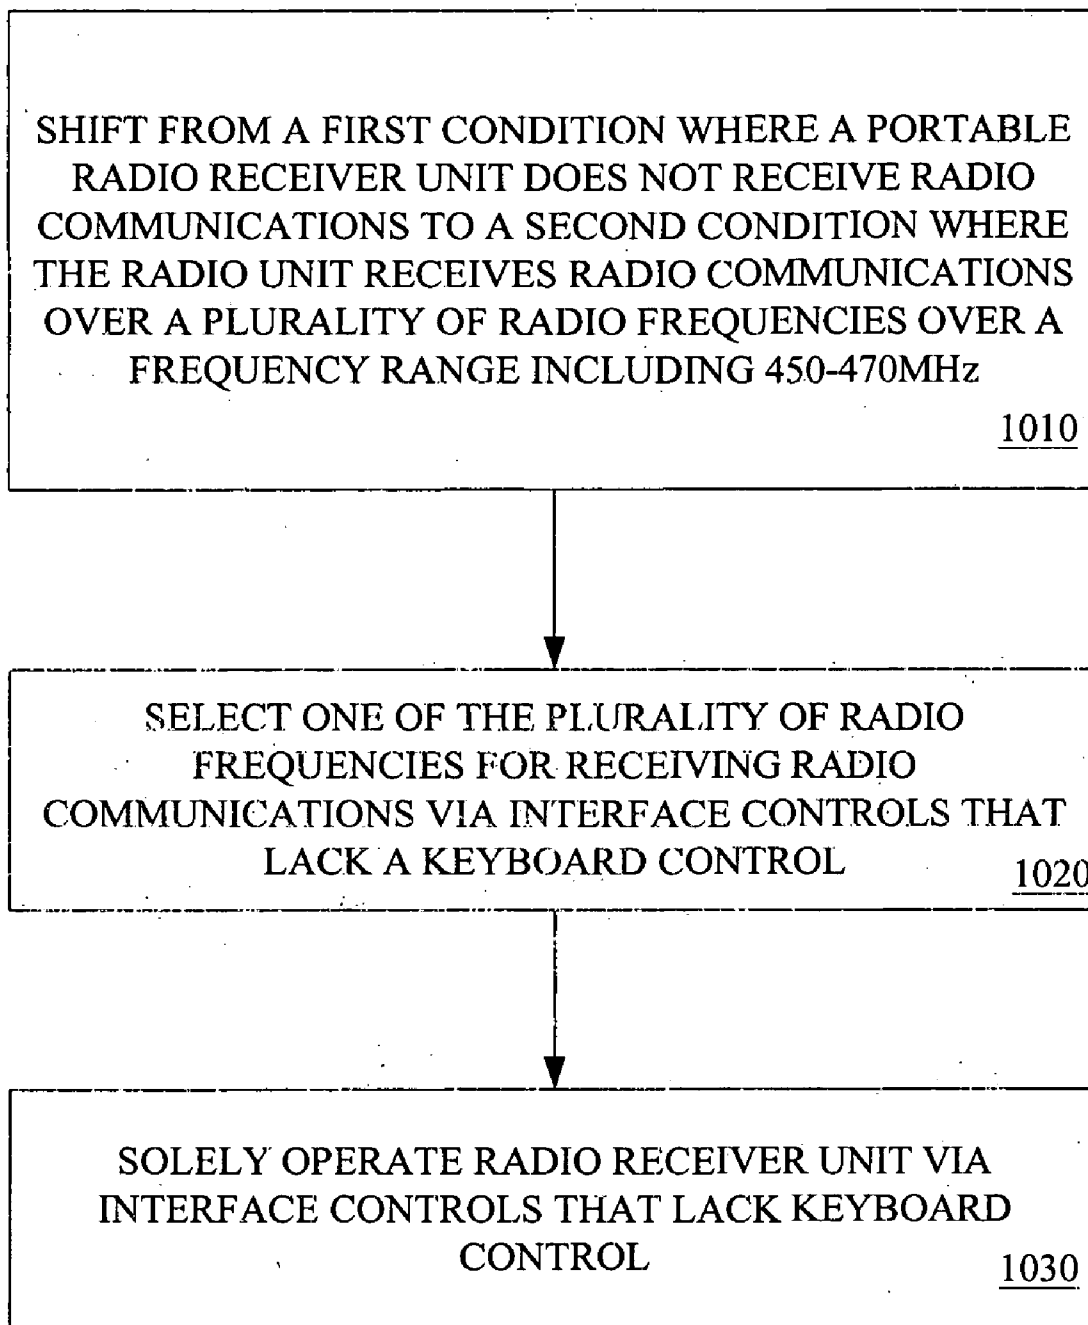 SHIFT FROM A FIRST CONDITION WHERE A PORTABLE
RADIO RECEIVER UNIT DOES NOT RECEIVE RADIO
COMMUNICATIONS TO A SECOND CONDITION WHERE
THE RADIO UNIT RECEIVES RADIO COMMUNICATIONS
OVER A PLURALITY OF RADIO FREQUENCIES OVER A
FREQUENCY RANGE INCLUDING 450-470MHz
1010
SELECT ONE OF THE PLURALITY OF RADIO
FREQUENCIES FOR RECEIVING RADIO
COMMUNICATIONS VIA INTERFACE CONTROLS THAT
LACK A KEYBOARD CONTROL
1020
SOLELY OPERATE RADIO RECEIVER UNIT VIA
INTERFACE CONTROLS THAT LACK KEYBOARD
CONTROL
1030